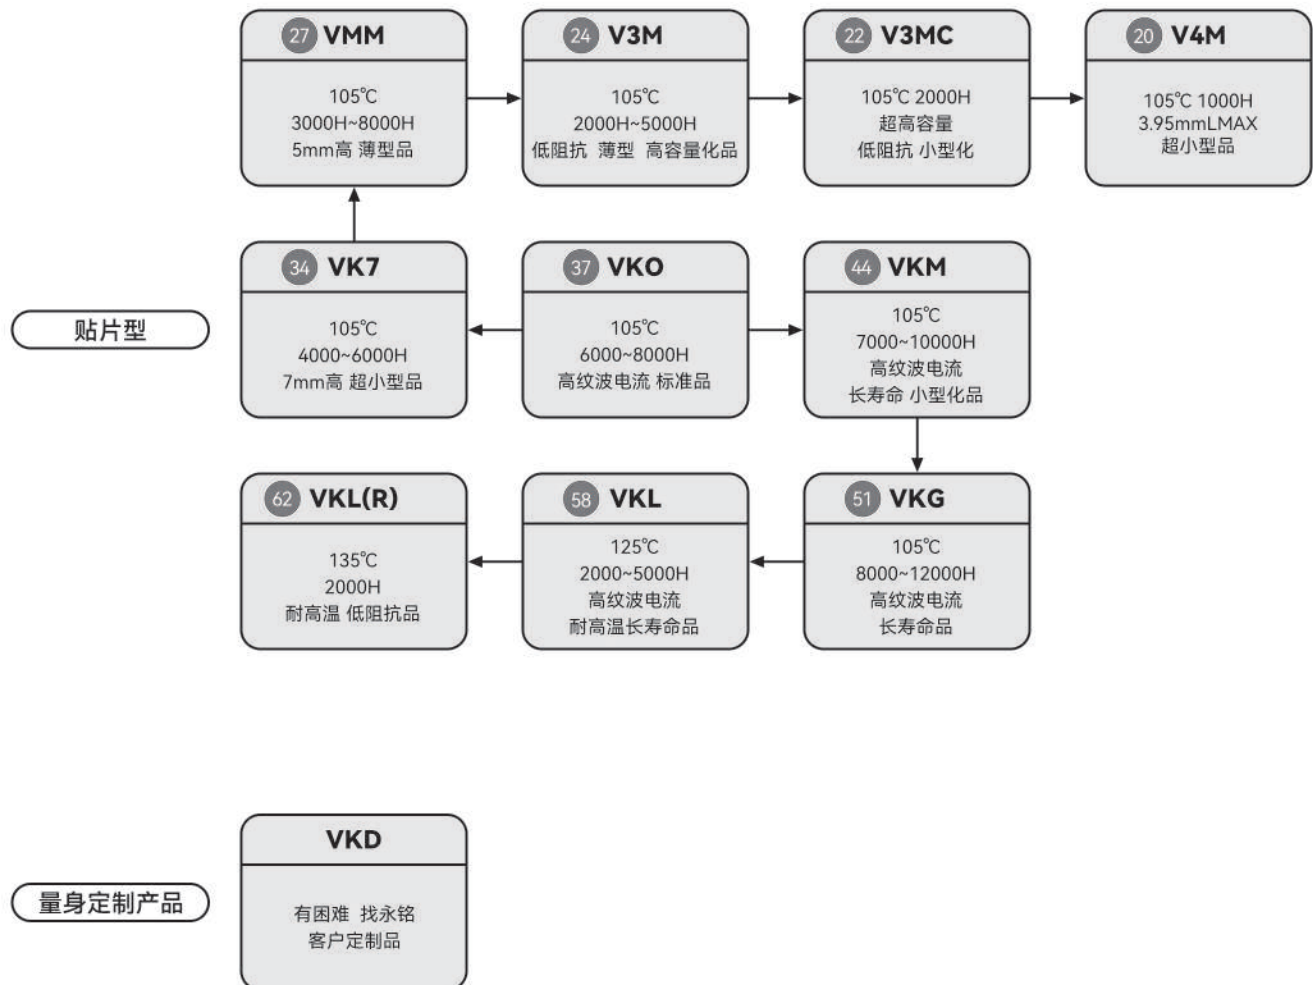 27 VMM
105℃
3000H~8000H
5mm高 薄型品
24 V3M
105℃
2000H~5000H
低阻抗 薄型 高容量化品
22 V3MC
105℃ 2000H
超高容量
低阻抗 小型化
20 V4M
105℃ 1000H
3.95mmLMAX
超小型品
贴片型
34 VK7
105℃
4000~6000H
7mm高 超小型品
37 VKO
105℃
6000~8000H
高纹波电流 标准品
44 VKM
105℃
7000~10000H
高纹波电流
长寿命 小型化品
62 VKL(R)
135℃
2000H
耐高温 低阻抗品
58 VKL
125℃
2000~5000H
高纹波电流
耐高温长寿命品
51 VKG
105℃
8000~12000H
高纹波电流
长寿命品
量身定制产品
VKD
有困难 找永铭
客户定制品